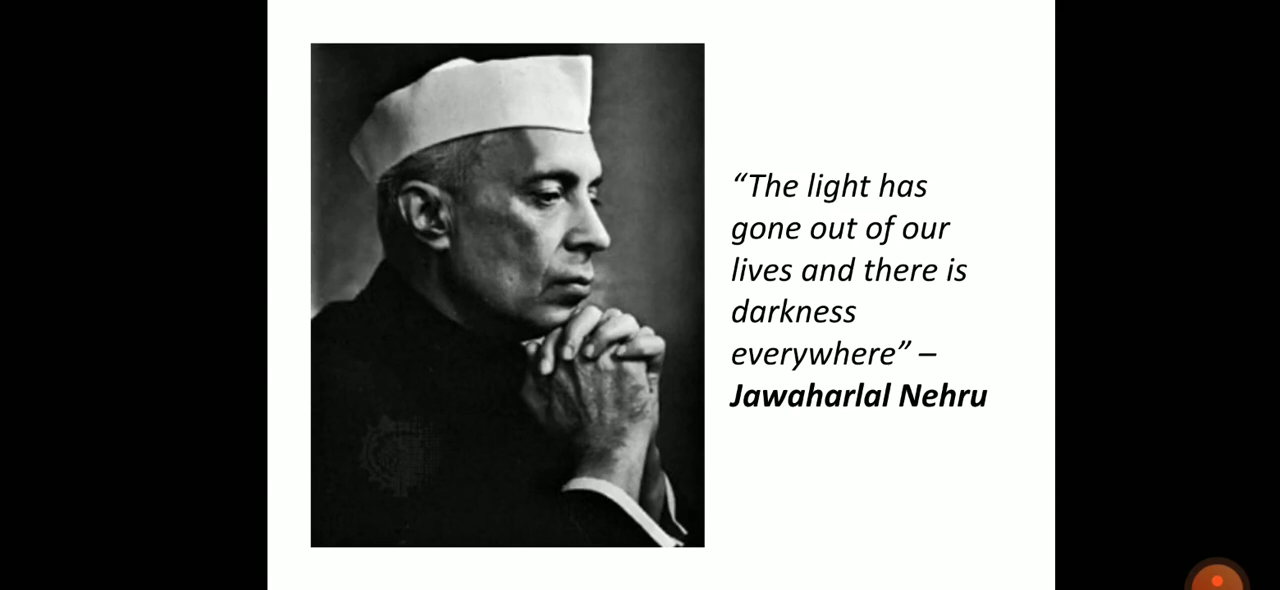 “The light has
gone out of our
lives and there is
darkness
everywhere” –
Jawaharlal Nehru